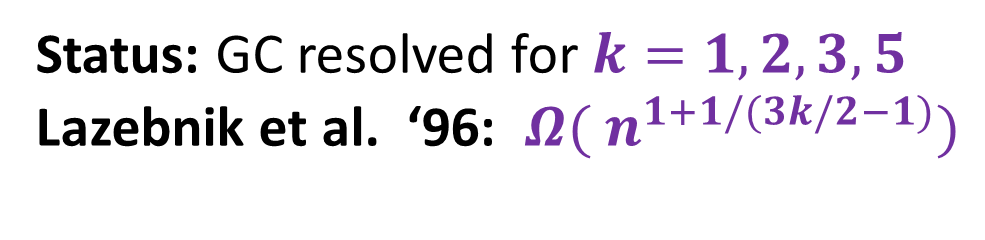 Status: GC resolved for k = 1, 2, 3, 5
Lazebnik et al. ‘96: Ω( n^{1+1/(3k/2−1)})